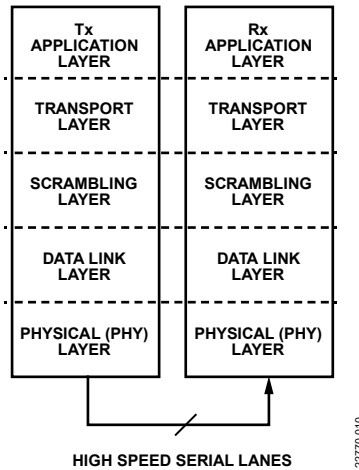 Tx
APPLICATION
LAYER
Rx
APPLICATION
LAYER
TRANSPORT
LAYER
TRANSPORT
LAYER
SCRAMBLING
LAYER
SCRAMBLING
LAYER
DATA LINK
LAYER
DATA LINK
LAYER
PHYSICAL (PHY)
LAYER
PHYSICAL (PHY)
LAYER
HIGH SPEED SERIAL LANES